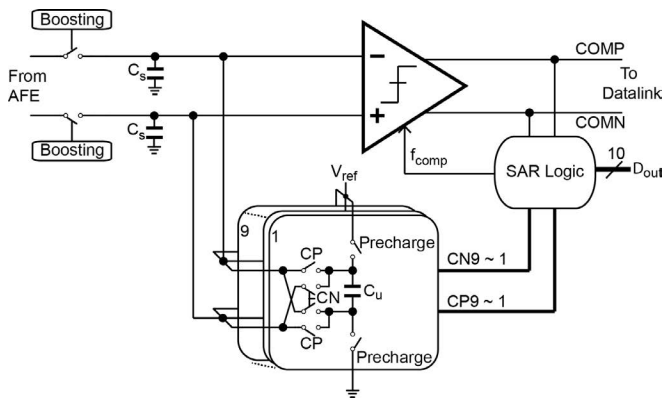 Boosting
From
AFE
Cs
Cs
Boosting
−
+
COMP
To
Datalink
COMN
fcomp
SAR Logic
10
Dout
Vref
9
1
CP
Precharge
CN
Cu
CP
Precharge
CN9 ~ 1
CP9 ~ 1